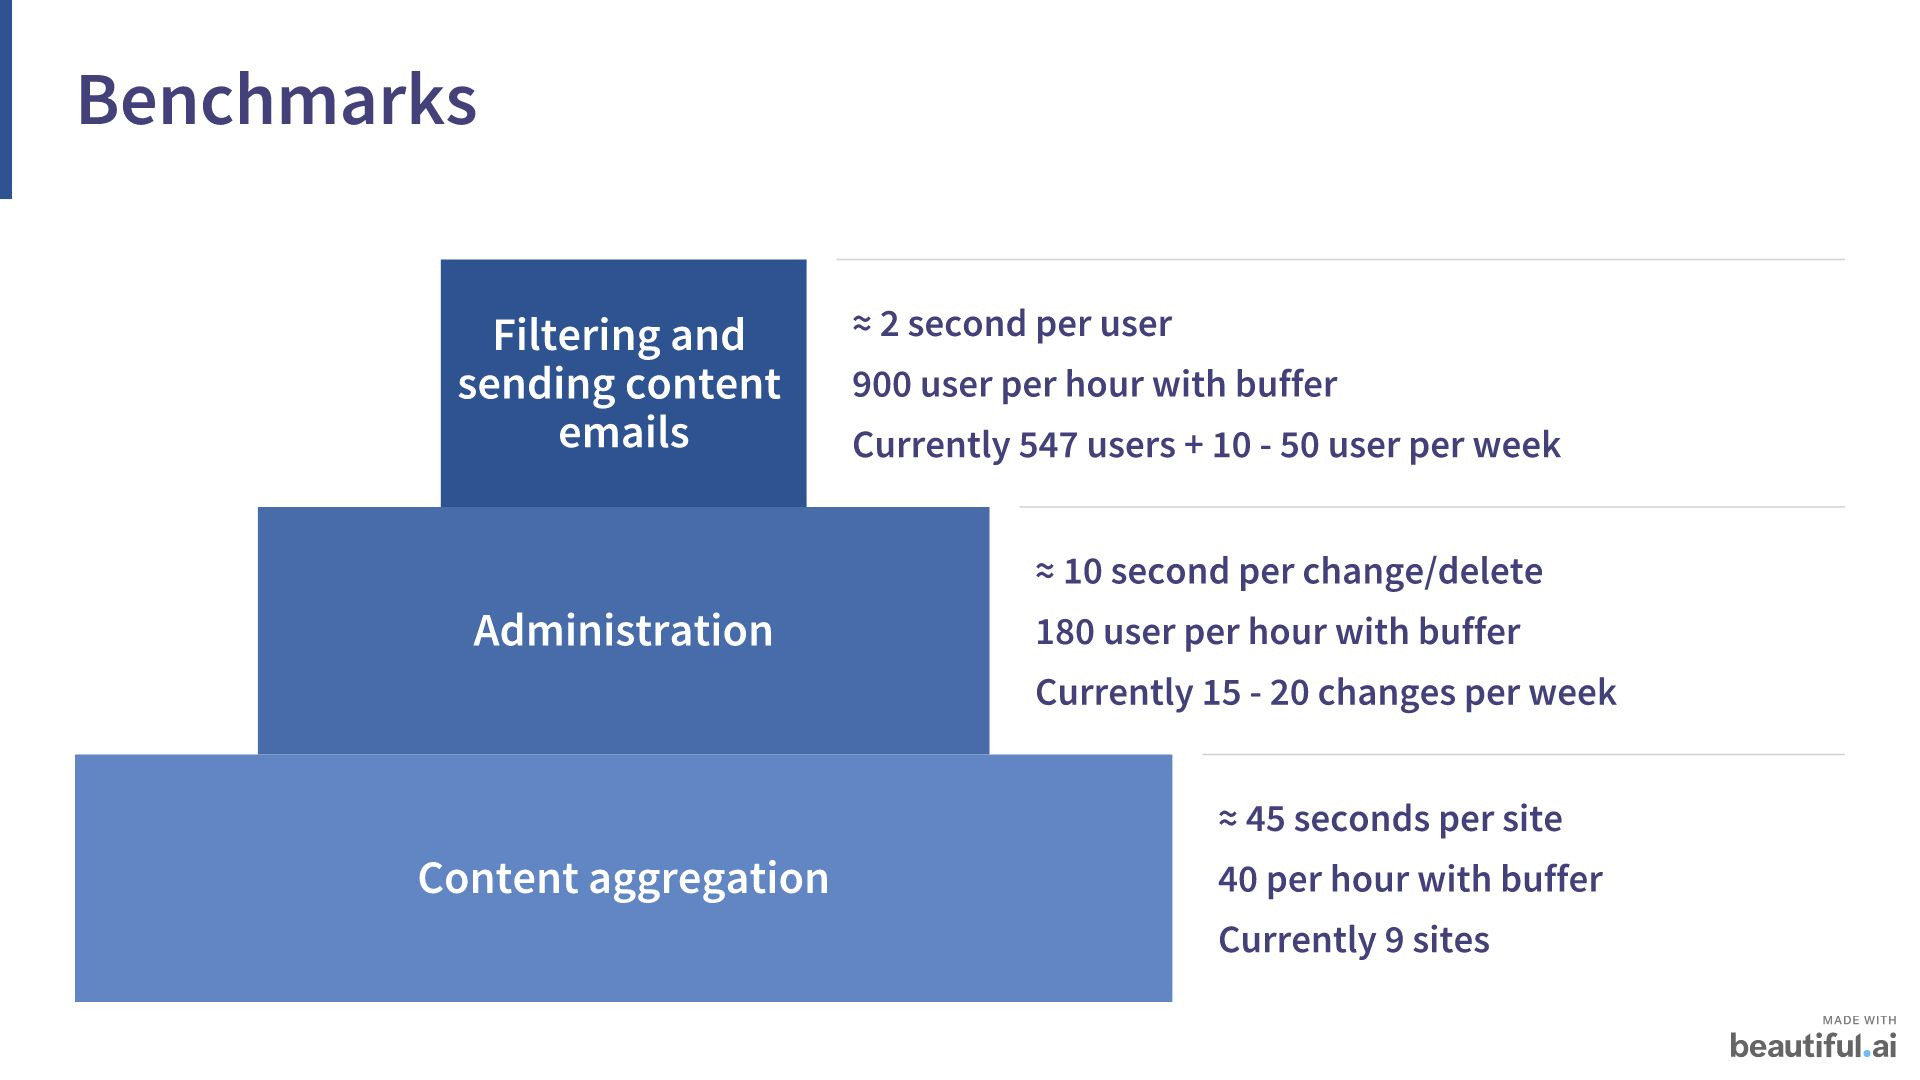 Benchmarks
Filtering and
sending content
emails
≈ 2 second per user
900 user per hour with buffer
Currently 547 users + 10 - 50 user per week
Administration
≈ 10 second per change/delete
180 user per hour with buffer
Currently 15 - 20 changes per week
Content aggregation
≈ 45 seconds per site
40 per hour with buffer
Currently 9 sites
MADE WITH
beautiful.ai